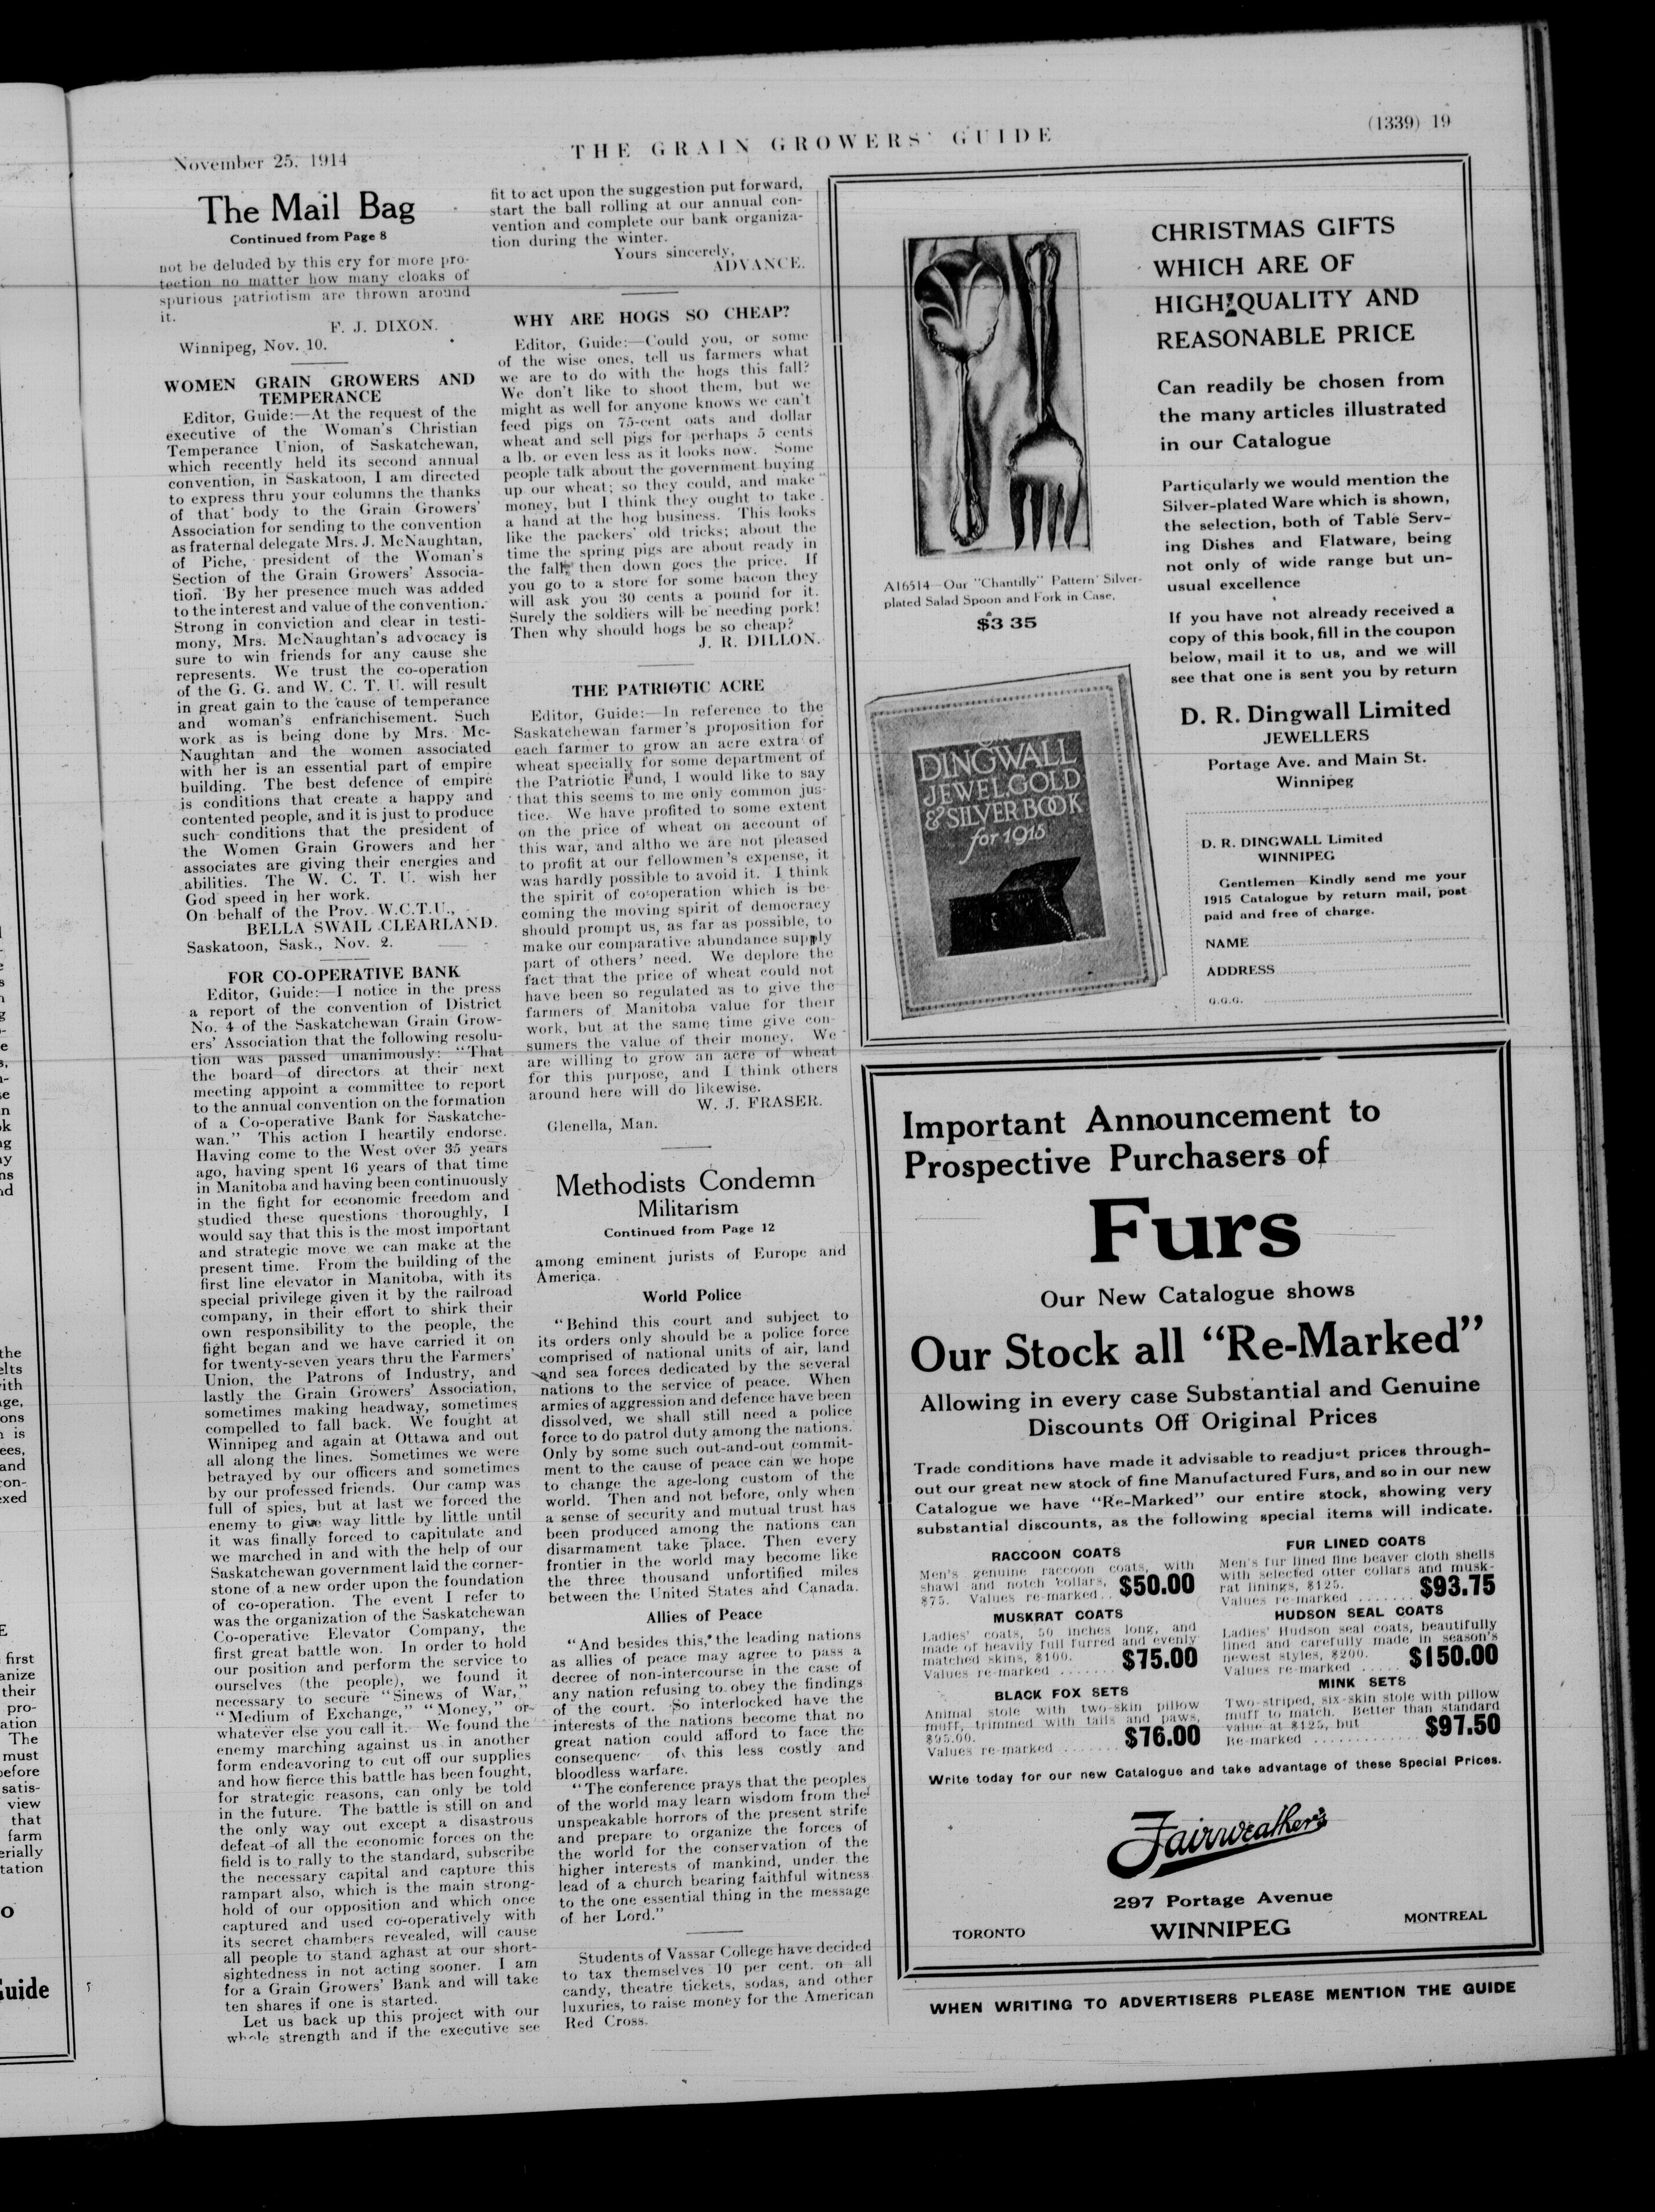 November 25, 1914
THE GRAIN GROWERS' GUIDE
(1339) 19
The Mail Bag
Continued from Page 8
not be deluded by this cry for more pro-
tection no matter how many cloaks of
spurious patriotism are thrown around
it.
F. J. DIXON.
Winnipeg, Nov. 10.
WOMEN GRAIN GROWERS AND
TEMPERANCE
Editor, Guide:—At the request of the
executive of the Woman's Christian
Temperance Union, of Saskatchewan,
which recently held its second annual
convention, in Saskatoon, I am directed
to express thru your columns the thanks
of that body to the Grain Growers'
Association for sending to the convention
as fraternal delegate Mrs. J. McNaughtan,
of Piche, president of the Woman's
Section of the Grain Growers' Associa-
tion. By her presence much was added
to the interest and value of the convention.
Strong in conviction and clear in testi-
mony, Mrs. McNaughtan's advocacy is
sure to win friends for any cause she
represents. We trust the co-operation
of the G. G. and W. C. T. U. will result
in great gain to the cause of temperance
and woman's enfranchisement. Such
work as is being done by Mrs. Mc-
Naughtan and the women associated
with her is an essential part of empire
building. The best defence of empire
is conditions that create a happy and
contented people, and it is just to produce
such conditions that the president of
the Women Grain Growers and her
associates are giving their energies and
abilities. The W. C. T. U. wish her
God speed in her work.
On behalf of the Prov. W.C.T.U.,
BELLA SWAIL CLEARLAND.
Saskatoon, Sask., Nov. 2.
FOR CO-OPERATIVE BANK
Editor, Guide:—I notice in the press
a report of the convention of District
No. 4 of the Saskatchewan Grain Grow-
ers' Association that the following resolu-
tion was passed unanimously: "That
the board of directors at their next
meeting appoint a committee to report
to the annual convention on the formation
of a Co-operative Bank for Saskatche-
wan." This action I heartily endorse.
Having come to the West over 35 years
ago, having spent 16 years of that time
in Manitoba and having been continuously
in the fight for economic freedom and
studied these questions thoroughly, I
would say that this is the most important
and strategic move we can make at the
present time. From the building of the
first line elevator in Manitoba, with its
special privilege given it by the railroad
company, in their effort to shirk their
own responsibility to the people, the
fight began and we have carried it on
for twenty-seven years thru the Farmers'
Union, the Patrons of Industry, and
lastly the Grain Growers' Association,
sometimes making headway, sometimes
compelled to fall back. We fought at
Winnipeg and again at Ottawa and out
all along the lines. Sometimes we were
betrayed by our officers and sometimes
by our professed friends. Our camp was
full of spies, but at last we forced the
enemy to give way little by little until
it was finally forced to capitulate and
we marched in and with the help of our
Saskatchewan government laid the corner-
stone of a new order upon the foundation
of co-operation. The event I refer to
was the organization of the Saskatchewan
Co-operative Elevator Company, the
first great battle won. In order to hold
our position and perform the service to
ourselves (the people), we found it
necessary to secure "Sinews of War,"
"Medium of Exchange," "Money," or
whatever else you call it. We found the
enemy marching against us in another
form endeavoring to cut off our supplies
and how fierce this battle has been fought,
for strategic reasons, can only be told
in the future. The battle is still on and
the only way out except a disastrous
defeat of all the economic forces on the
field is to rally to the standard, subscribe
the necessary capital and capture this
rampart also, which is the main strong-
hold of our opposition and which once
captured and used co-operatively with
its secret chambers revealed, will cause
all people to stand aghast at our short-
sightedness in not acting sooner. I am
for a Grain Growers' Bank and will take
ten shares if one is started.
Let us back up this project with our
whole strength and if the executive see
fit to act upon the suggestion put forward,
start the ball rolling at our annual con-
vention and complete our bank organiza-
tion during the winter.
Yours sincerely,
ADVANCE.
WHY ARE HOGS SO CHEAP?
Editor, Guide:—Could you, or some
of the wise ones, tell us farmers what
we are to do with the hogs this fall?
We don't like to shoot them, but we
might as well for anyone knows we can't
feed pigs on 75-cent oats and dollar
wheat and sell pigs for perhaps 5 cents
a lb. or even less as it looks now. Some
people talk about the government buying
up our wheat; so they could, and make
money, but I think they ought to take
a hand at the hog business. This looks
like the packers' old tricks; about the
time the spring pigs are about ready in
the fall, then down goes the price. If
you go to a store for some bacon they
will ask you 30 cents a pound for it.
Surely the soldiers will be needing pork!
Then why should hogs be so cheap?
J. R. DILLON.
THE PATRIOTIC ACRE
Editor, Guide:—In reference to the
Saskatchewan farmer's proposition for
each farmer to grow an acre extra of
wheat specially for some department of
the Patriotic Fund, I would like to say
that this seems to me only common jus-
tice. We have profited to some extent
on the price of wheat on account of
this war, and altho we are not pleased
to profit at our fellowmen's expense, it
was hardly possible to avoid it. I think
the spirit of co-operation which is be-
coming the moving spirit of democracy
should prompt us, as far as possible, to
make our comparative abundance supply
part of others' need. We deplore the
fact that the price of wheat could not
have been so regulated as to give the
farmers of Manitoba value for their
work, but at the same time give con-
sumers the value of their money. We
are willing to grow an acre of wheat
for this purpose, and I think others
around here will do likewise.
W. J. FRASER.
Glenella, Man.
Methodists Condemn
Militarism
Continued from Page 12
among eminent jurists of Europe and
America.
World Police
"Behind this court and subject to
its orders only should be a police force
comprised of national units of air, land
and sea forces dedicated by the several
nations to the service of peace. When
armies of aggression and defence have been
dissolved, we shall still need a police
force to do patrol duty among the nations.
Only by some such out-and-out commit-
ment to the cause of peace can we hope
to change the age-long custom of the
world. Then and not before, only when
a sense of security and mutual trust has
been produced among the nations can
disarmament take place. Then every
frontier in the world may become like
the three thousand unfortified miles
between the United States and Canada.
Allies of Peace
"And besides this, the leading nations
as allies of peace may agree to pass a
decree of non-intercourse in the case of
any nation refusing to obey the findings
of the court. So interlocked have the
interests of the nations become that no
great nation could afford to face the
consequence of this less costly and
bloodless warfare.
"The conference prays that the peoples
of the world may learn wisdom from the
unspeakable horrors of the present strife
and prepare to organize the forces of
the world for the conservation of the
higher interests of mankind, under the
lead of a church bearing faithful witness
to the one essential thing in the message
of her Lord."
Students of Vassar College have decided
to tax themselves 10 per cent. on all
candy, theatre tickets, sodas, and other
luxuries, to raise money for the American
Red Cross.
CHRISTMAS GIFTS
WHICH ARE OF
HIGH QUALITY AND
REASONABLE PRICE
Can readily be chosen from
the many articles illustrated
in our Catalogue
Particularly we would mention the
Silver-plated Ware which is shown,
the selection, both of Table Serv-
ing Dishes and Flatware, being
not only of wide range but un-
usual excellence
If you have not already received a
copy of this book, fill in the coupon
below, mail it to us, and we will
see that one is sent you by return
A16514—Our "Chantilly" Pattern Silver-
plated Salad Spoon and Fork in Case,
$3 35
DINGWALL
JEWEL, GOLD
& SILVER BOOK
for 1915
D. R. Dingwall Limited
JEWELLERS
Portage Ave. and Main St.
Winnipeg
D. R. DINGWALL Limited
WINNIPEG
Gentlemen—Kindly send me your
1915 Catalogue by return mail, post
paid and free of charge.
NAME
ADDRESS
G.G.G.
Important Announcement to
Prospective Purchasers of
Furs
Our New Catalogue shows
Our Stock all "Re-Marked"
Allowing in every case Substantial and Genuine
Discounts Off Original Prices
Trade conditions have made it advisable to readjust prices through-
out our great new stock of fine Manufactured Furs, and so in our new
Catalogue we have "Re-Marked" our entire stock, showing very
substantial discounts, as the following special items will indicate.
RACCOON COATS
Men's genuine raccoon coats, with
shawl and notch collars,
$75. Values re-marked.. $50.00
MUSKRAT COATS
Ladies' coats, 50 inches long, and
made of heavily full furred and evenly
matched skins, $100.
Values re-marked ....... $75.00
BLACK FOX SETS
Animal stole with two-skin pillow
muff, trimmed with tails and paws,
$95.00.
Values re-marked ....... $76.00
FUR LINED COATS
Men's fur lined fine beaver cloth shells
with selected otter collars and musk-
rat linings, $125.
Values re-marked ....... $93.75
HUDSON SEAL COATS
Ladies' Hudson seal coats, beautifully
lined and carefully made in season's
newest styles, $200.
Values re-marked ..... $150.00
MINK SETS
Two-striped, six-skin stole with pillow
muff to match. Better than standard
value at $125, but
Re-marked ............ $97.50
Write today for our new Catalogue and take advantage of these Special Prices.
Fairweather's
297 Portage Avenue
TORONTO
WINNIPEG
MONTREAL
WHEN WRITING TO ADVERTISERS PLEASE MENTION THE GUIDE